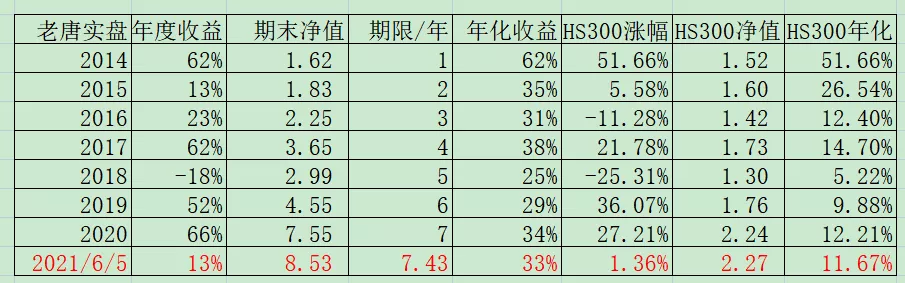 老唐实盘 年度收益 期末净值 期限/年 年化收益 HS300涨幅 HS300净值 HS300年化
2014 62% 1.62 1 62% 51.66% 1.52 51.66%
2015 13% 1.83 2 35% 5.58% 1.60 26.54%
2016 23% 2.25 3 31% -11.28% 1.42 12.40%
2017 62% 3.65 4 38% 21.78% 1.73 14.70%
2018 -18% 2.99 5 25% -25.31% 1.30 5.22%
2019 52% 4.55 6 29% 36.07% 1.76 9.88%
2020 66% 7.55 7 34% 27.21% 2.24 12.21%
2021/6/5 13% 8.53 7.43 33% 1.36% 2.27 11.67%